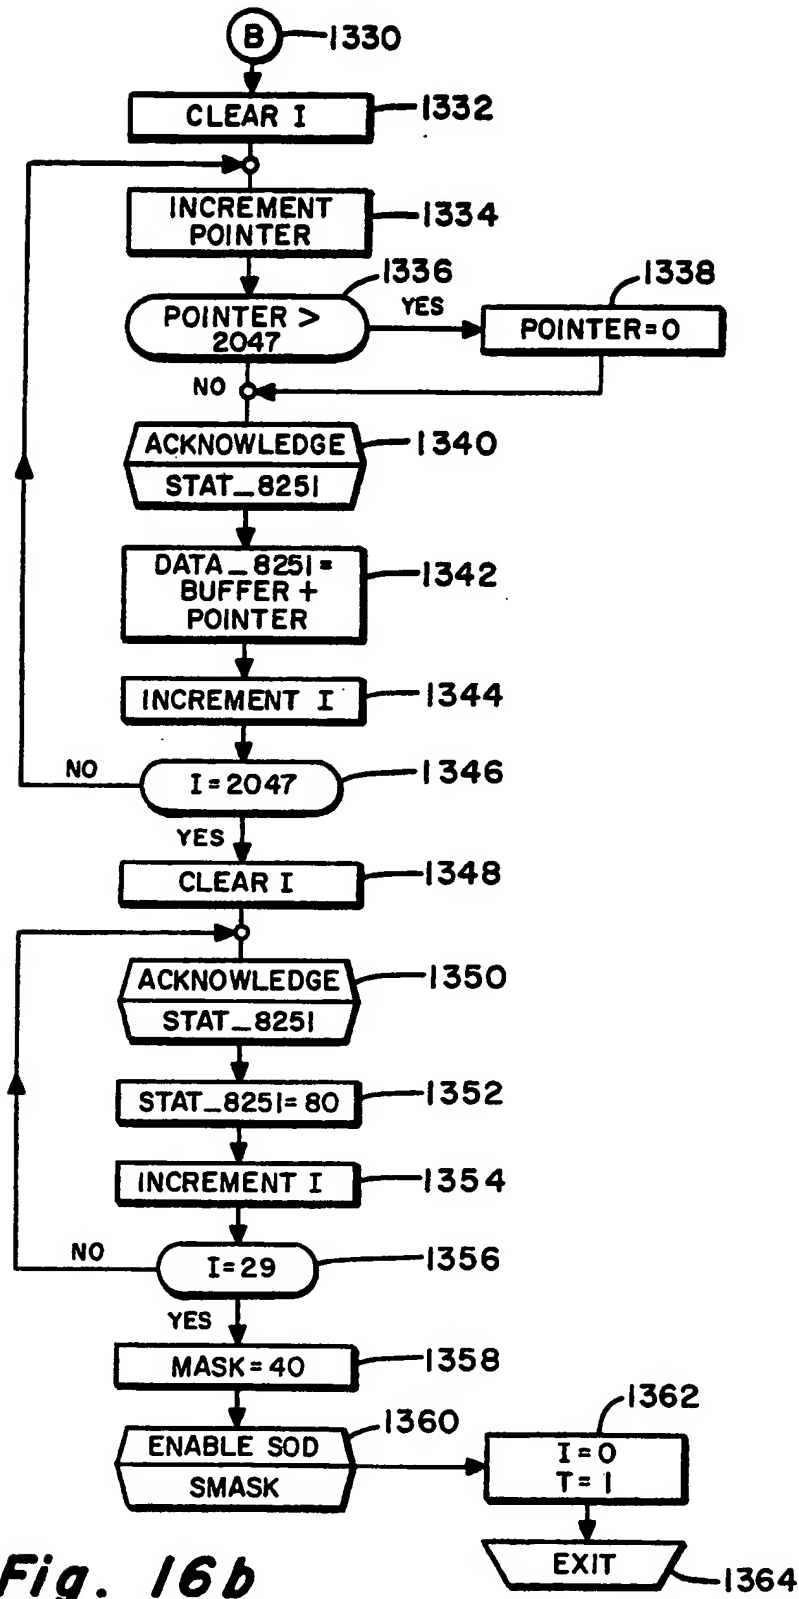 B
1330
CLEAR I
1332
INCREMENT
POINTER
1334
1336
POINTER >
2047
YES
1338
POINTER=0
NO
ACKNOWLEDGE
1340
STAT_8251
DATA_8251=
BUFFER +
POINTER
1342
INCREMENT I
1344
NO
I=2047
1346
YES
CLEAR I
1348
ACKNOWLEDGE
1350
STAT_8251
STAT_8251=80
1352
INCREMENT I
1354
NO
I=29
1356
YES
MASK=40
1358
1360
ENABLE SOD
SMASK
1362
I=0
T=1
EXIT
1364
Fig. 16b